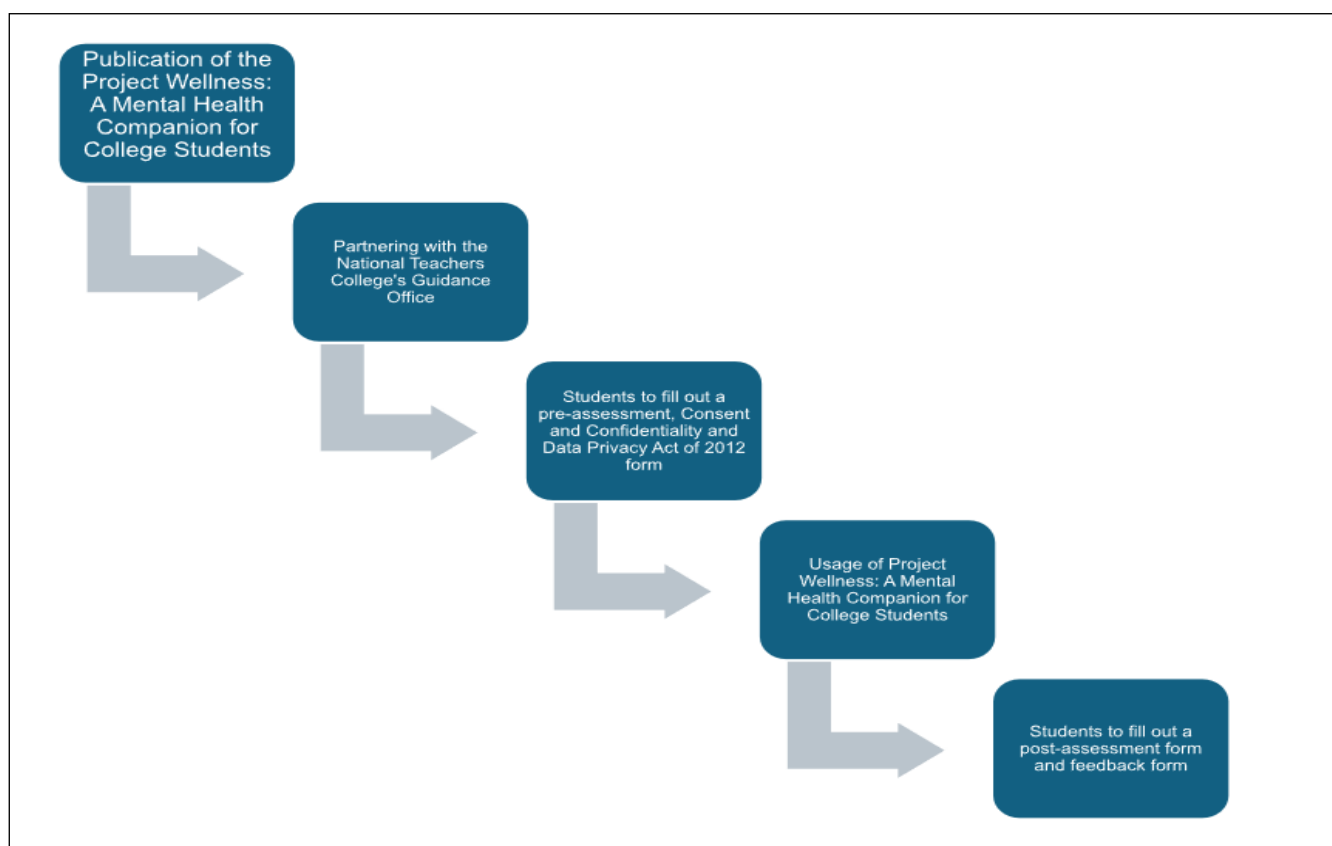 Publication of the
Project Wellness:
A Mental Health
Companion for
College Students
Partnering with the
National Teachers
College's Guidance
Office
Students to fill out a
pre-assessment, Consent
and Confidentiality and
Data Privacy Act of 2012
form
Usage of Project
Wellness: A Mental
Health Companion for
College Students
Students to fill out a
post-assessment form
and feedback form